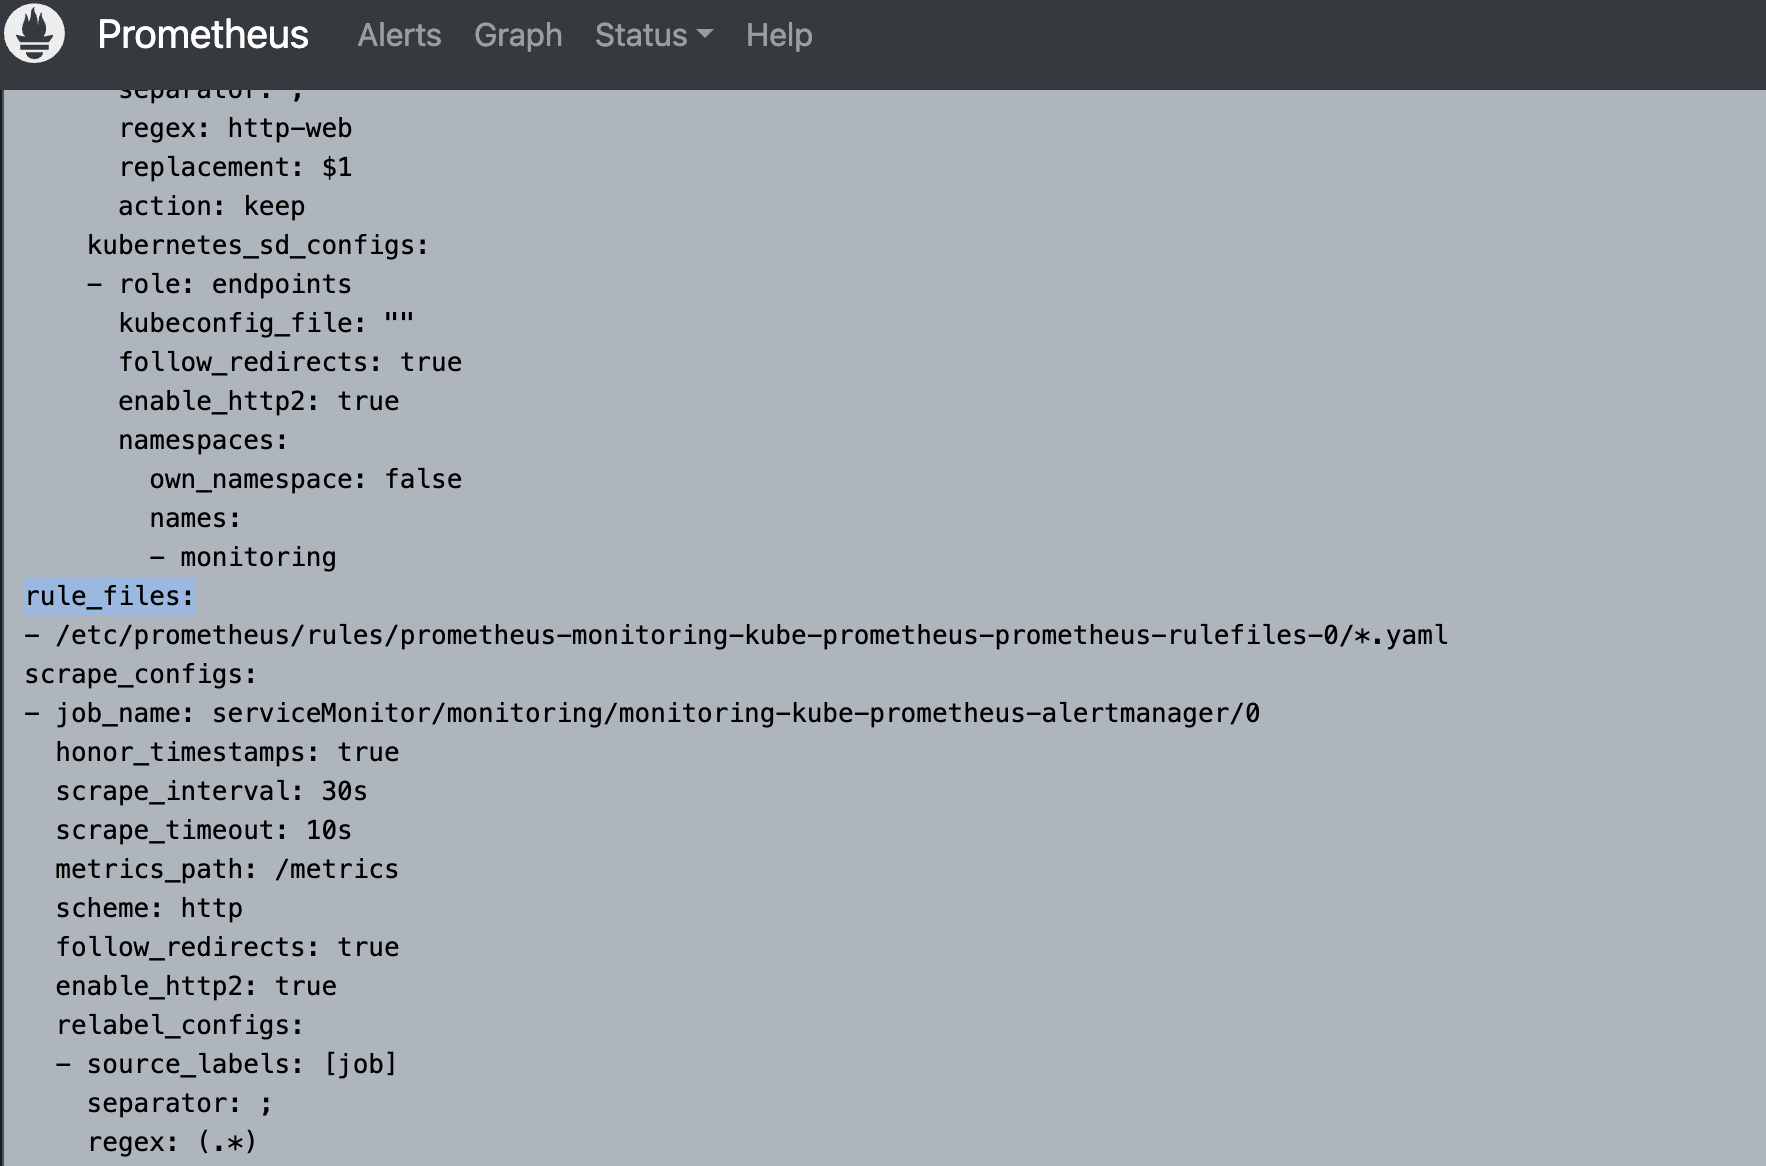 Prometheus Alerts Graph Status Help
separator: ;
regex: http-web
replacement: $1
action: keep
kubernetes_sd_configs:
- role: endpoints
kubeconfig_file: ""
follow_redirects: true
enable_http2: true
namespaces:
own_namespace: false
names:
- monitoring
rule_files:
- /etc/prometheus/rules/prometheus-monitoring-kube-prometheus-prometheus-rulefiles-0/*.yaml
scrape_configs:
- job_name: serviceMonitor/monitoring/monitoring-kube-prometheus-alertmanager/0
honor_timestamps: true
scrape_interval: 30s
scrape_timeout: 10s
metrics_path: /metrics
scheme: http
follow_redirects: true
enable_http2: true
relabel_configs:
- source_labels: [job]
separator: ;
regex: (.*)